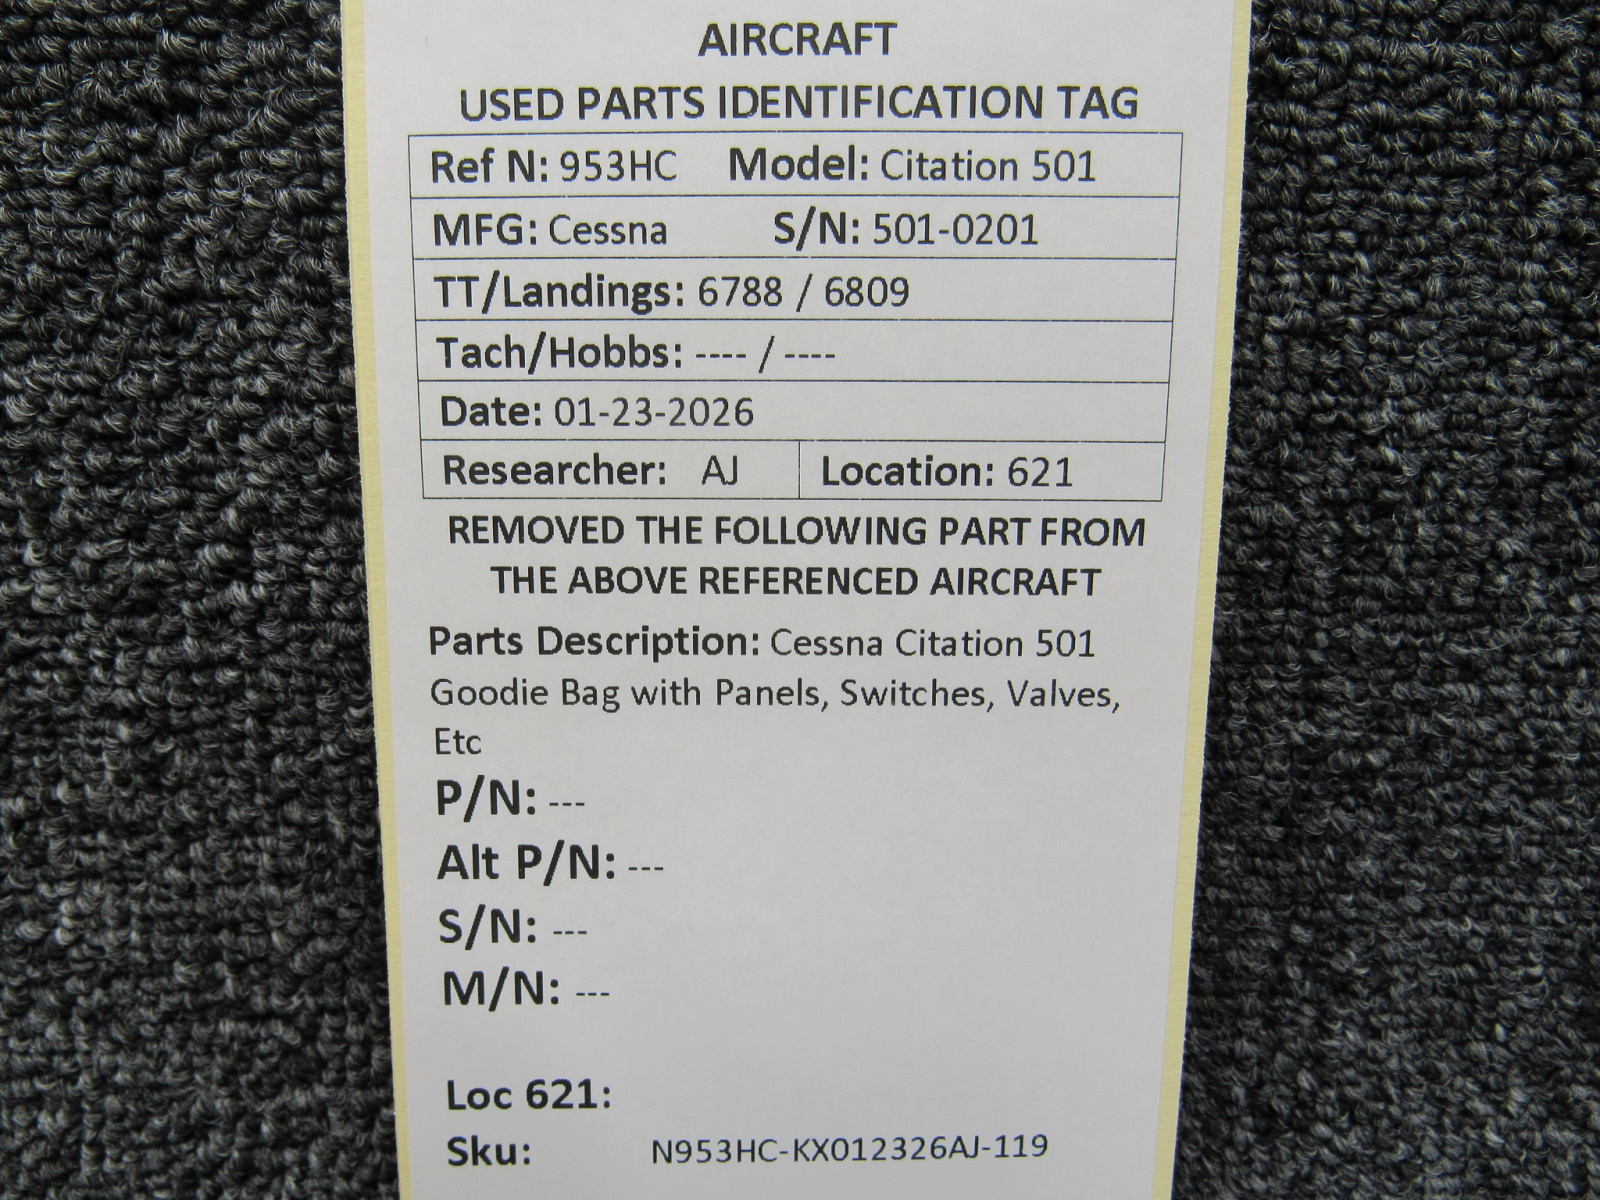 AIRCRAFT
USED PARTS IDENTIFICATION TAG
Ref N: 953HC Model: Citation 501
MFG: Cessna S/N: 501-0201
TT/Landings: 6788 / 6809
Tach/Hobbs: ---- / ----
Date: 01-23-2026
Researcher: AJ Location: 621
REMOVED THE FOLLOWING PART FROM
THE ABOVE REFERENCED AIRCRAFT
Parts Description: Cessna Citation 501
Goodie Bag with Panels, Switches, Valves,
Etc
P/N: ---
Alt P/N: ---
S/N: ---
M/N: ---
Loc 621:
Sku: N953HC-KX012326AJ-119